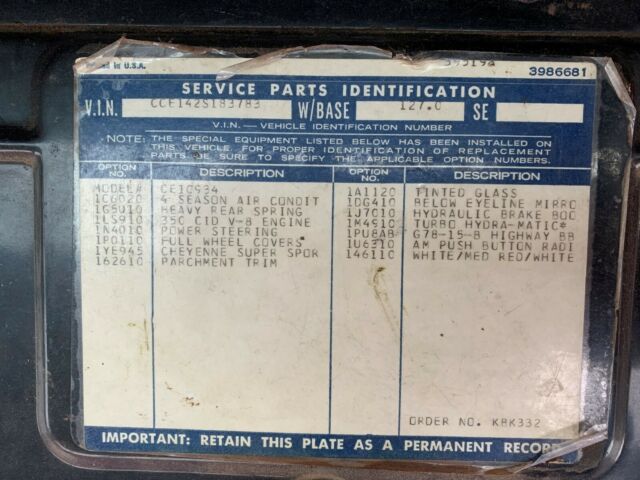 IN U.S.A.
3986681
SERVICE PARTS IDENTIFICATION
V.I.N. CCE142S183783 W/BASE 127.0 SE
V.I.N. — VEHICLE IDENTIFICATION NUMBER
NOTE: THE SPECIAL EQUIPMENT LISTED BELOW HAS BEEN INSTALLED ON
THIS VEHICLE. FOR PROPER IDENTIFICATION OF REPLACEMENT
PARTS BE SURE TO SPECIFY THE APPLICABLE OPTION NUMBERS.
OPTION NO. DESCRIPTION OPTION NO. DESCRIPTION
MODEL# CE10934 1A1120 TINTED GLASS
1C6020 4 SEASON AIR CONDIT 1DG410 BELOW EYELINE MIRRO
1G5010 HEAVY REAR SPRING 1J7010 HYDRAULIC BRAKE BOO
1LS910 350 CID V-8 ENGINE 1M4910 TURBO HYDRA-MATIC*
1N4010 POWER STEERING 1PU8AB G78-15-B HIGHWAY BB
1P0110 FULL WHEEL COVERS 1U6310 AM PUSH BUTTON RADI
1YE945 CHEYENNE SUPER SPOR 146110 WHITE/MED RED/WHITE
162610 PARCHMENT TRIM
ORDER NO. KBK332
IMPORTANT: RETAIN THIS PLATE AS A PERMANENT RECORD